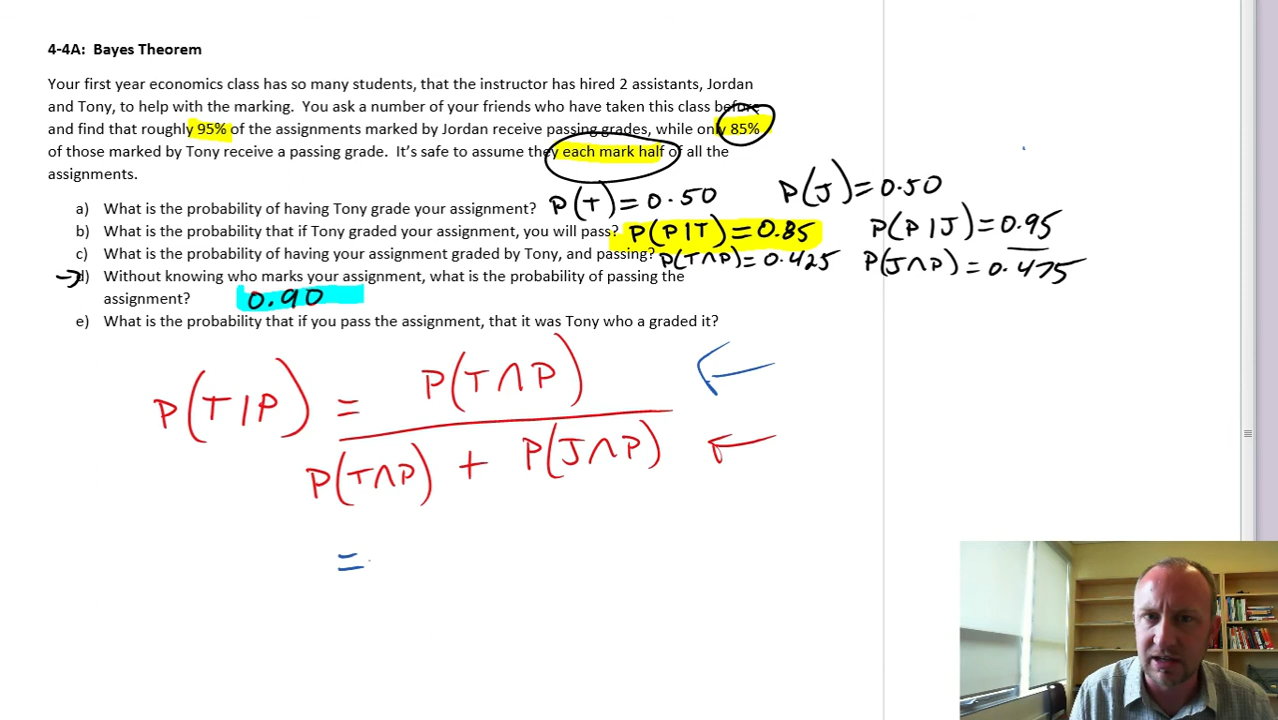 4-4A: Bayes Theorem
Your first year economics class has so many students, that the instructor has hired 2 assistants, Jordan
and Tony, to help with the marking. You ask a number of your friends who have taken this class before
and find that roughly 95% of the assignments marked by Jordan receive passing grades, while only 85%
of those marked by Tony receive a passing grade. It's safe to assume they each mark half of all the
assignments.
a) What is the probability of having Tony grade your assignment? P(T) = 0.50 P(J) = 0.50
b) What is the probability that if Tony graded your assignment, you will pass? P(P|T) = 0.85 P(P|J) = 0.95
c) What is the probability of having your assignment graded by Tony, and passing? P(T∩P) = 0.425 P(J∩P) = 0.475
d) Without knowing who marks your assignment, what is the probability of passing the
assignment? 0.90
e) What is the probability that if you pass the assignment, that it was Tony who a graded it?
P(T|P) = P(T∩P)
P(T∩P) + P(J∩P)
=